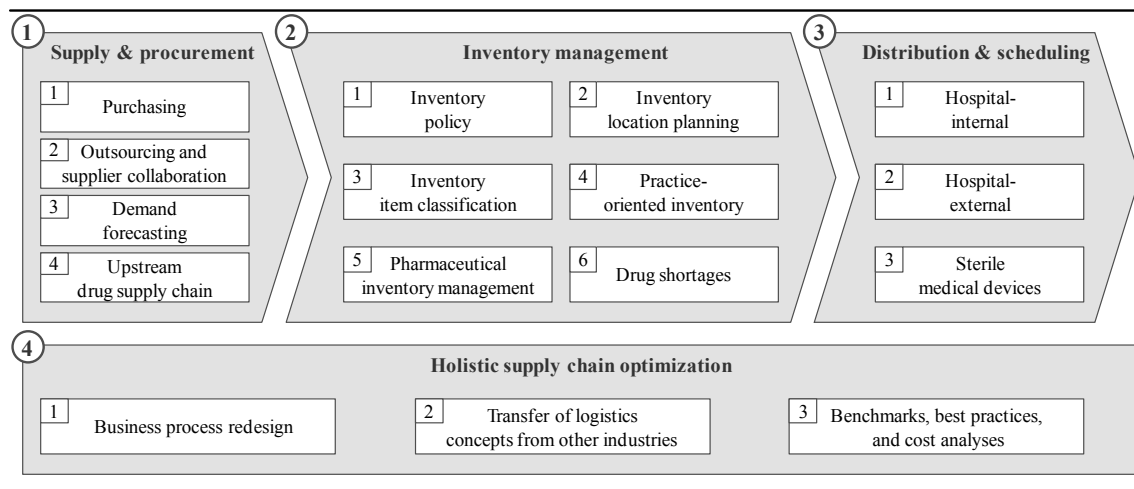 1
Supply & procurement
1
Purchasing
2
Outsourcing and
supplier collaboration
3
Demand
forecasting
4
Upstream
drug supply chain
2
Inventory management
1
Inventory
policy
2
Inventory
location planning
3
Inventory
item classification
4
Practice-
oriented inventory
5
Pharmaceutical
inventory management
6
Drug shortages
3
Distribution & scheduling
1
Hospital-
internal
2
Hospital-
external
3
Sterile
medical devices
4
Holistic supply chain optimization
1
Business process redesign
2
Transfer of logistics
concepts from other industries
3
Benchmarks, best practices,
and cost analyses